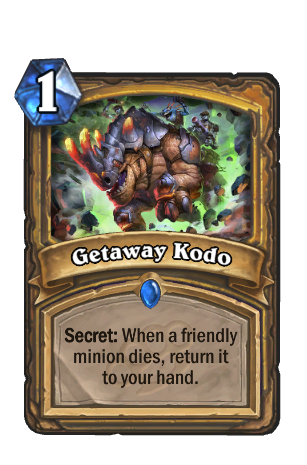 1
Getaway Kodo
Secret: When a friendly
minion dies, return it
to your hand.